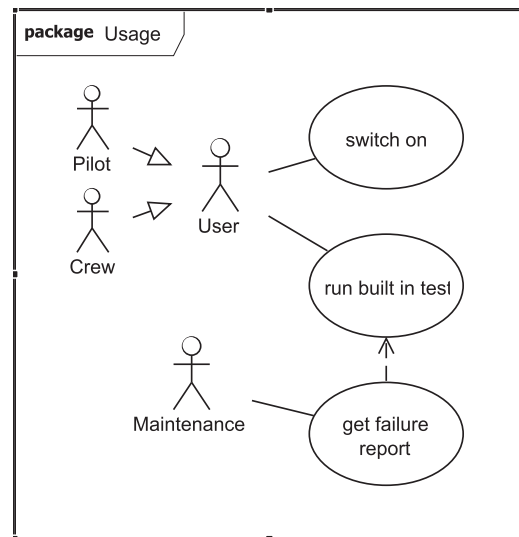 package Usage
Pilot
switch on
User
Crew
run built in test
Maintenance
get failure
report